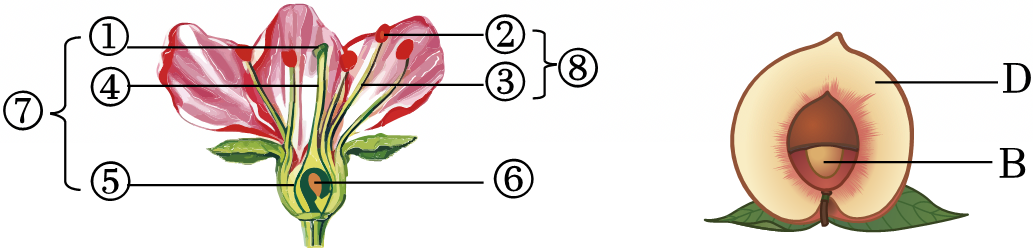 ① ②
⑧
④ ③
⑦
⑤ ⑥
D
B